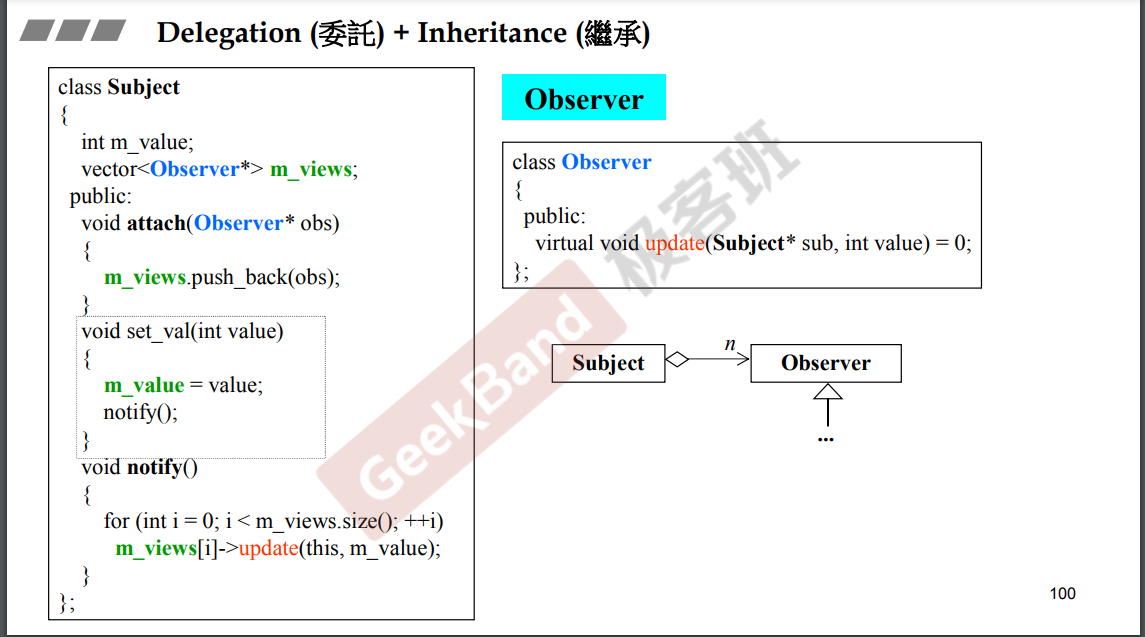 Delegation (委託) + Inheritance (繼承)
class Subject
{
int m_value;
vector<Observer*> m_views;
public:
void attach(Observer* obs)
{
m_views.push_back(obs);
}
void set_val(int value)
{
m_value = value;
notify();
}
void notify()
{
for (int i = 0; i < m_views.size(); ++i)
m_views[i]->update(this, m_value);
}
};
Observer
class Observer
{
public:
virtual void update(Subject* sub, int value) = 0;
};
Subject
n
Observer
...
GeekBand 极客班
100